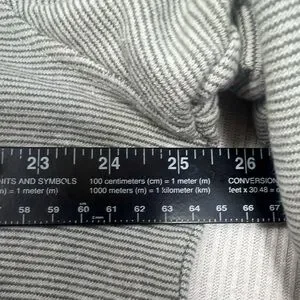 23 24 25 26
NITS AND SYMBOLS 100 centimeters (cm) = 1 meter (m) CONVERSION
m) = 1 meter (m) 1000 meters (m) = 1 kilometer (km) feet x 30.48 =
58 59 60 61 62 63 64 65 66 67